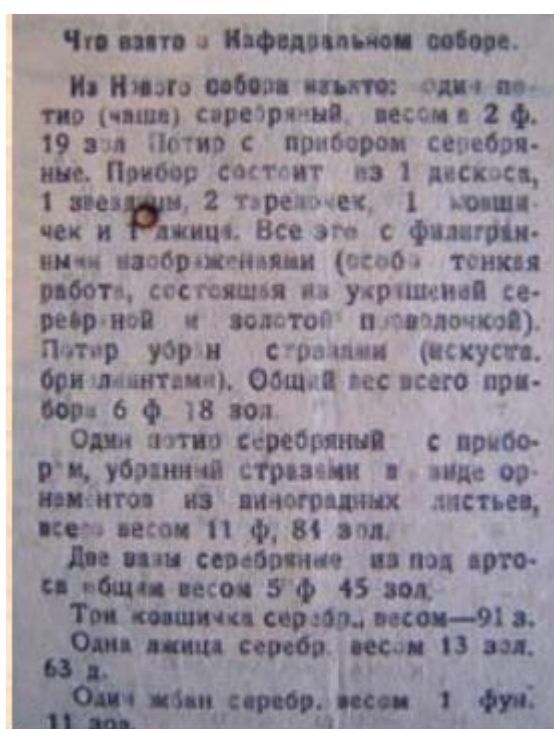 Что взято в Кафедральном соборе.
Из Нового собора изъято: один по-
тир (чаша) серебряный, весом в 2 ф.
19 зол Потир с прибором серебря-
ные. Прибор состоит из 1 дискоса,
1 звездицы, 2 тарелочек, 1 ковши-
чек и 1 лжица. Все это с филигран-
ными изображениями (особо тонкая
работа, состоящая из украшений се-
ребряной и золотой проволочкой).
Потир убран стразами (искуств.
бриллиантами). Общий вес всего при-
бора 6 ф 18 зол.
Один потир серебряный с прибо-
ром, убранный стразами в виде ор-
наментов из виноградных листьев,
всего весом 11 ф, 84 зол.
Две вазы серебряные из под арто-
са общим весом 5 ф 45 зол.
Три ковшичка серебр., весом—91 з.
Одна лжица серебр. весом 13 зол.
63 д.
Один жбан серебр. весом 1 фун.
11 зол.